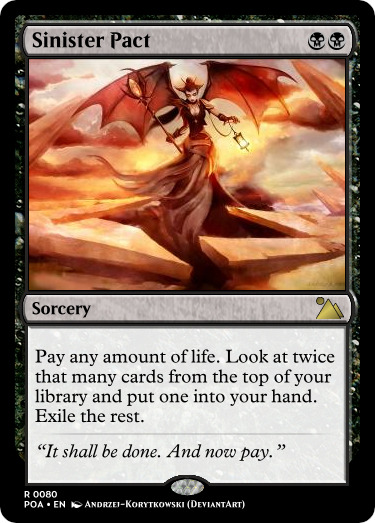 Sinister Pact
Sorcery
Pay any amount of life. Look at twice
that many cards from the top of your
library and put one into your hand.
Exile the rest.
“It shall be done. And now pay.”
R 0080
POA • EN Andrzej-Korytkowski (DeviantArt)